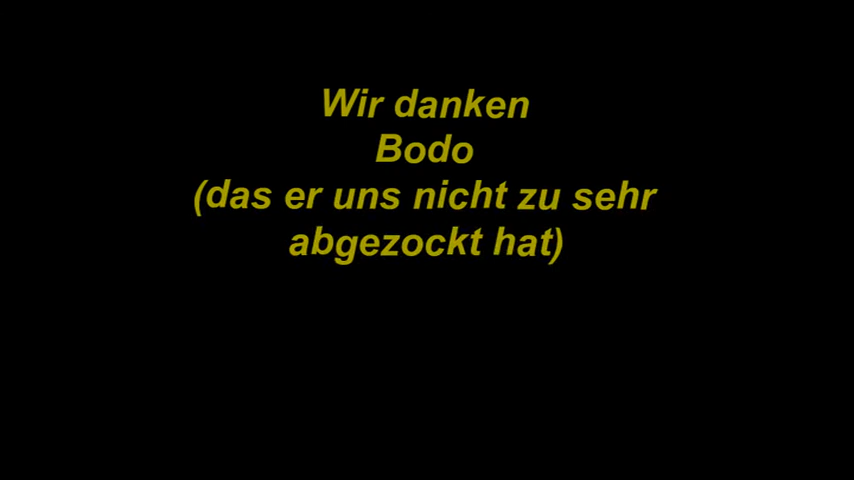 Wir danken
Bodo
(das er uns nicht zu sehr
abgezockt hat)